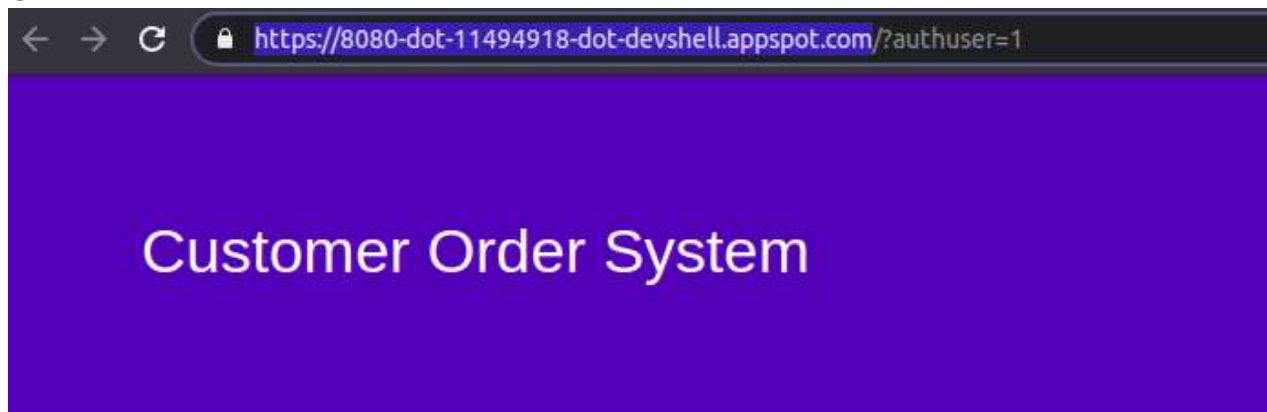 https://8080-dot-11494918-dot-devshell.appspot.com/?authuser=1
Customer Order System